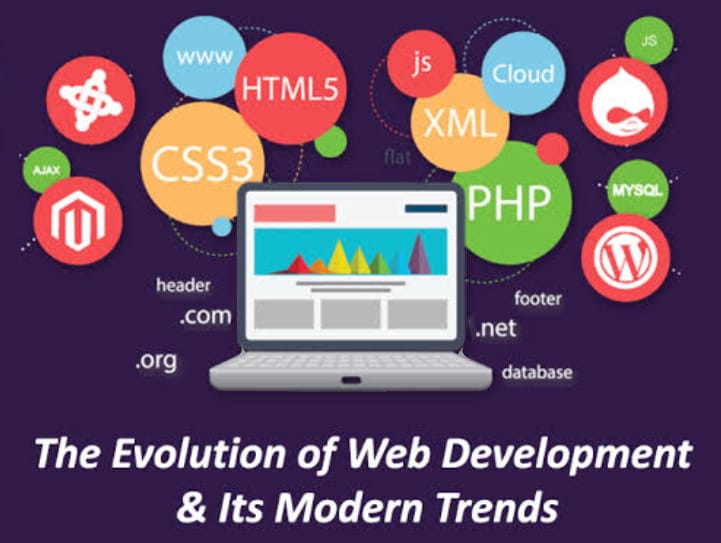 www
HTML5
js
Cloud
JS
XML
CSS3
flat
AJAX
PHP
MYSQL
header
.com
footer
.net
.org
database
The Evolution of Web Development
& Its Modern Trends